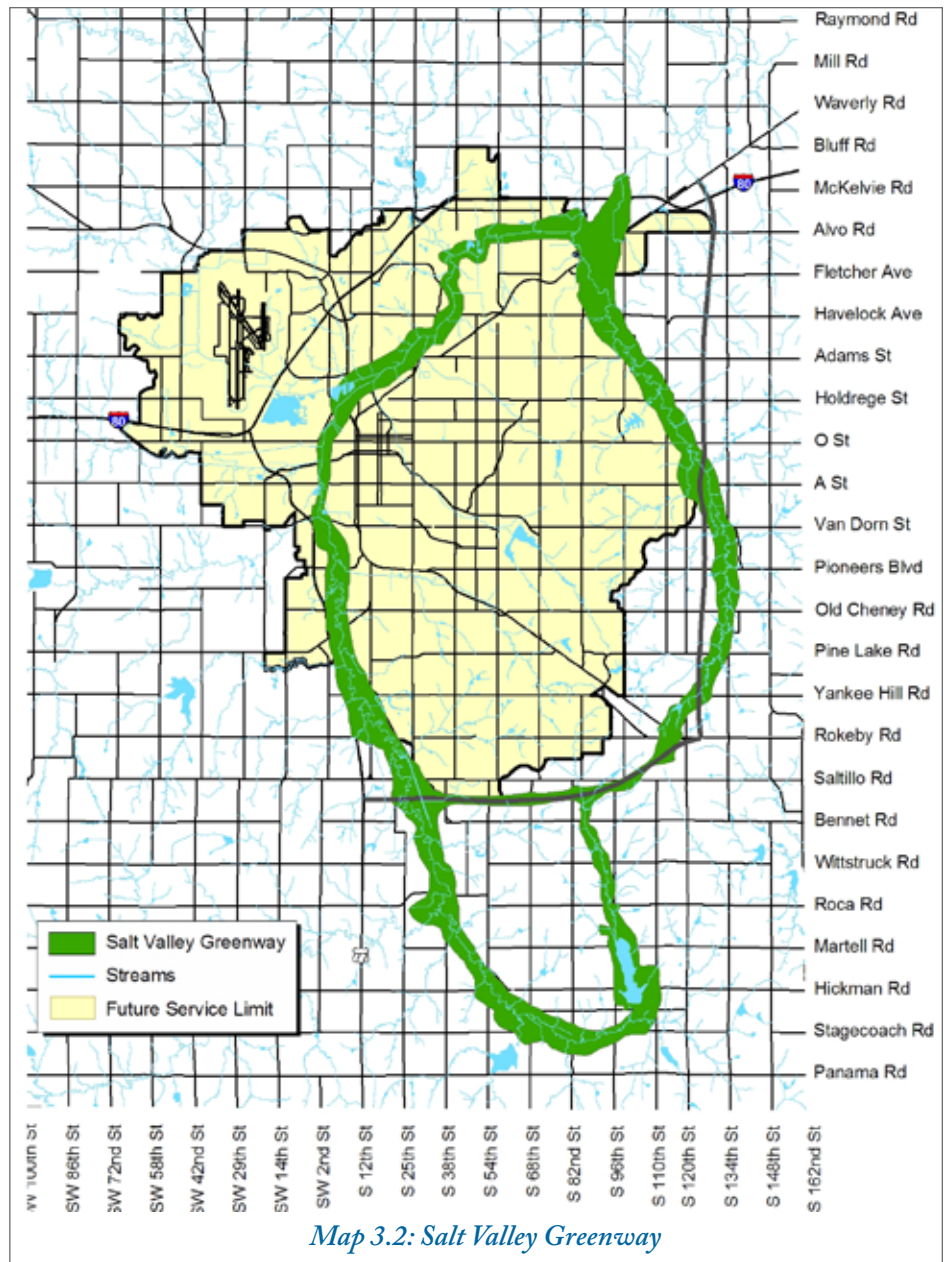 Raymond Rd
Mill Rd
Waverly Rd
Bluff Rd
80
McKelvie Rd
Alvo Rd
Fletcher Ave
Havelock Ave
Adams St
Holdrege St
80
O St
A St
Van Dorn St
Pioneers Blvd
Old Cheney Rd
Pine Lake Rd
Yankee Hill Rd
Rokeby Rd
Saltillo Rd
Bennet Rd
Wittstruck Rd
Roca Rd
Martell Rd
Hickman Rd
Stagecoach Rd
Panama Rd
Salt Valley Greenway
Streams
Future Service Limit
77
SW 86th St
SW 72nd St
SW 58th St
SW 42nd St
SW 29th St
SW 14th St
SW 2nd St
S 12th St
S 25th St
S 38th St
S 54th St
S 68th St
S 82nd St
S 96th St
S 110th St
S 120th St
S 134th St
S 148th St
S 162nd St
Map 3.2: Salt Valley Greenway